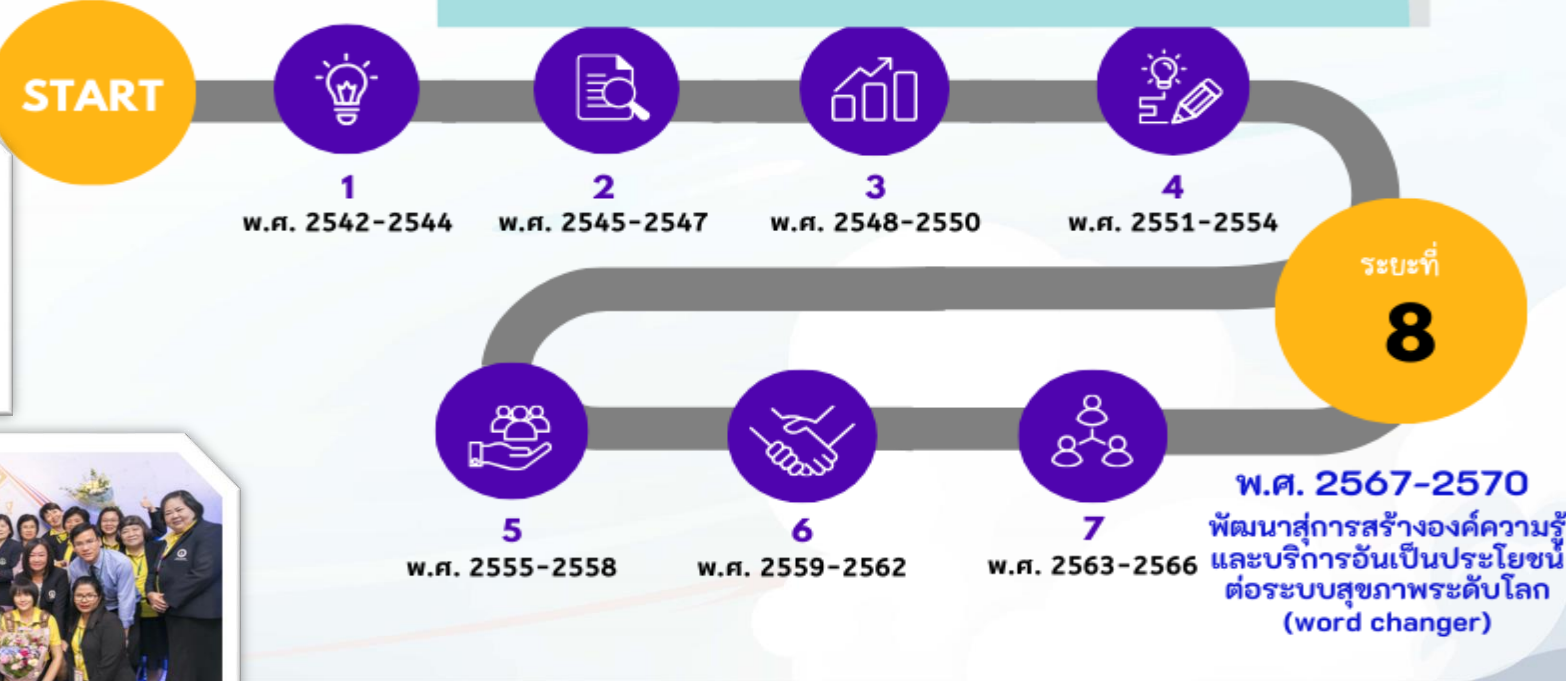 START
1
พ.ศ. 2542-2544
2
พ.ศ. 2545-2547
3
พ.ศ. 2548-2550
4
พ.ศ. 2551-2554
ระยะที่
8
5
พ.ศ. 2555-2558
6
พ.ศ. 2559-2562
7
พ.ศ. 2563-2566
พ.ศ. 2567-2570
พัฒนาสู่การสร้างองค์ความรู้
และบริการอันเป็นประโยชน์
ต่อระบบสุขภาพระดับโลก
(word changer)